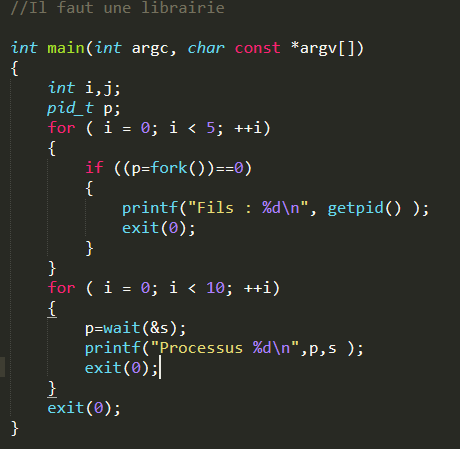 //Il faut une librairie
int main(int argc, char const *argv[])
{
int i,j;
pid_t p;
for ( i = 0; i < 5; ++i)
{
if ((p=fork())==0)
{
printf("Fils : %d\n", getpid() );
exit(0);
}
}
for ( i = 0; i < 10; ++i)
{
p=wait(&s);
printf("Processus %d\n",p,s );
exit(0);
}
exit(0);
}